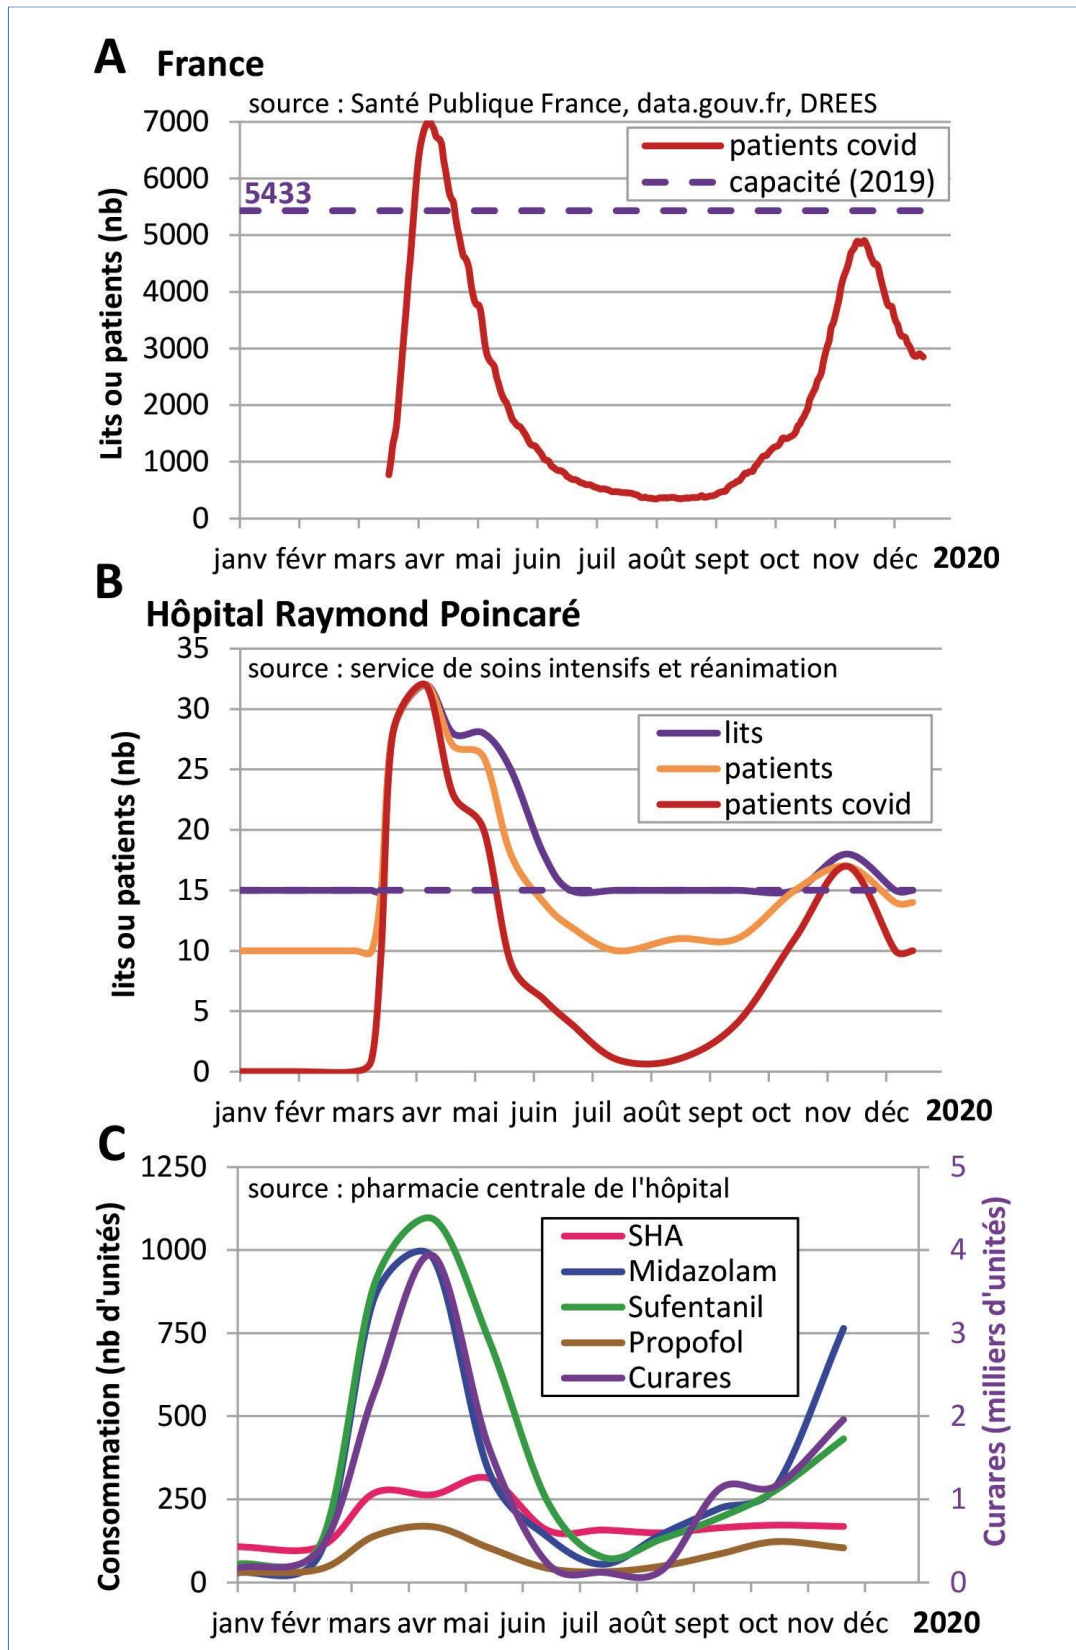 A France
source : Santé Publique France, data.gouv.fr, DREES
7000
6000
5000
4000
3000
2000
1000
0
5433
patients covid
capacité (2019)
Lits ou patients (nb)
janv févr mars avr mai juin juil août sept oct nov déc 2020
B
Hôpital Raymond Poincaré
source : service de soins intensifs et réanimation
35
30
25
20
15
10
5
0
lits
patients
patients covid
lits ou patients (nb)
janv févr mars avr mai juin juil août sept oct nov déc 2020
C
source : pharmacie centrale de l'hôpital
1250
1000
750
500
250
0
SHA
Midazolam
Sufentanil
Propofol
Curares
5
4
3
2
1
0
Consommation (nb d'unités)
Curares (milliers d'unités)
janv févr mars avr mai juin juil août sept oct nov déc 2020